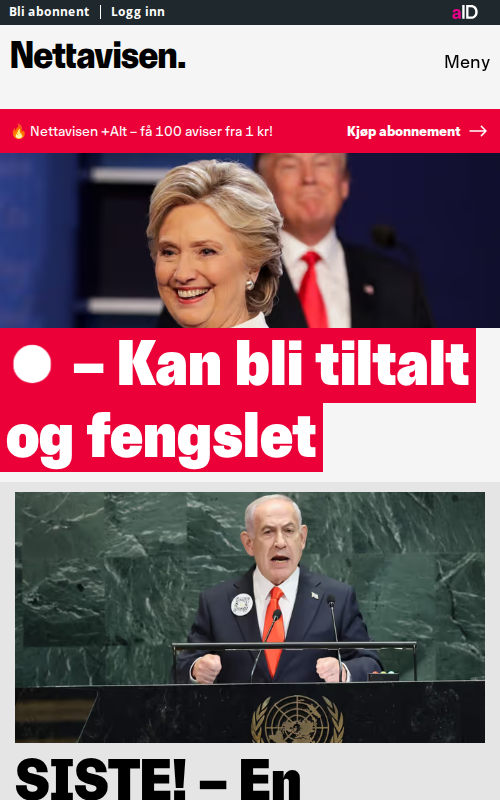 Bli abonnent
Logg inn
aID
Nettavisen.
Meny
🔥 Nettavisen +Alt – få 100 aviser fra 1 kr!
Kjøp abonnement →
– Kan bli tiltalt
og fengslet
SISTE! – En